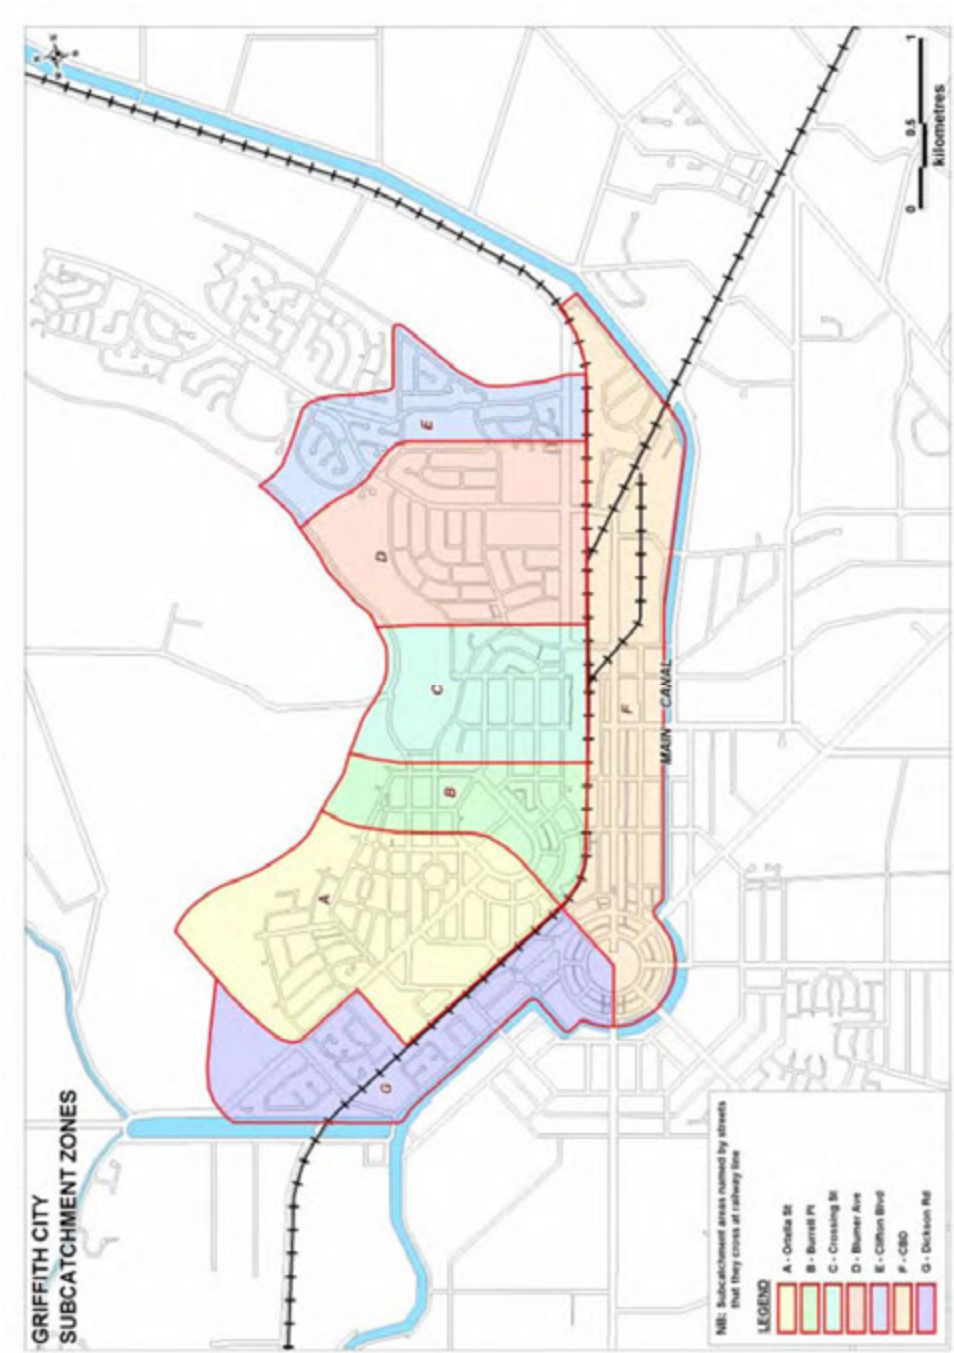 GRIFFITH CITY
SUBCATCHMENT ZONES
A
B
C
D
E
F
G
MAIN CANAL
NB: Subcatchment areas named by streets
that they cross at railway line
LEGEND
A - Ortella St
B - Burrell Pl
C - Crossing St
D - Blumer Ave
E - Clifton Blvd
F - CBD
G - Dickson Rd
0 0.5 1
kilometres